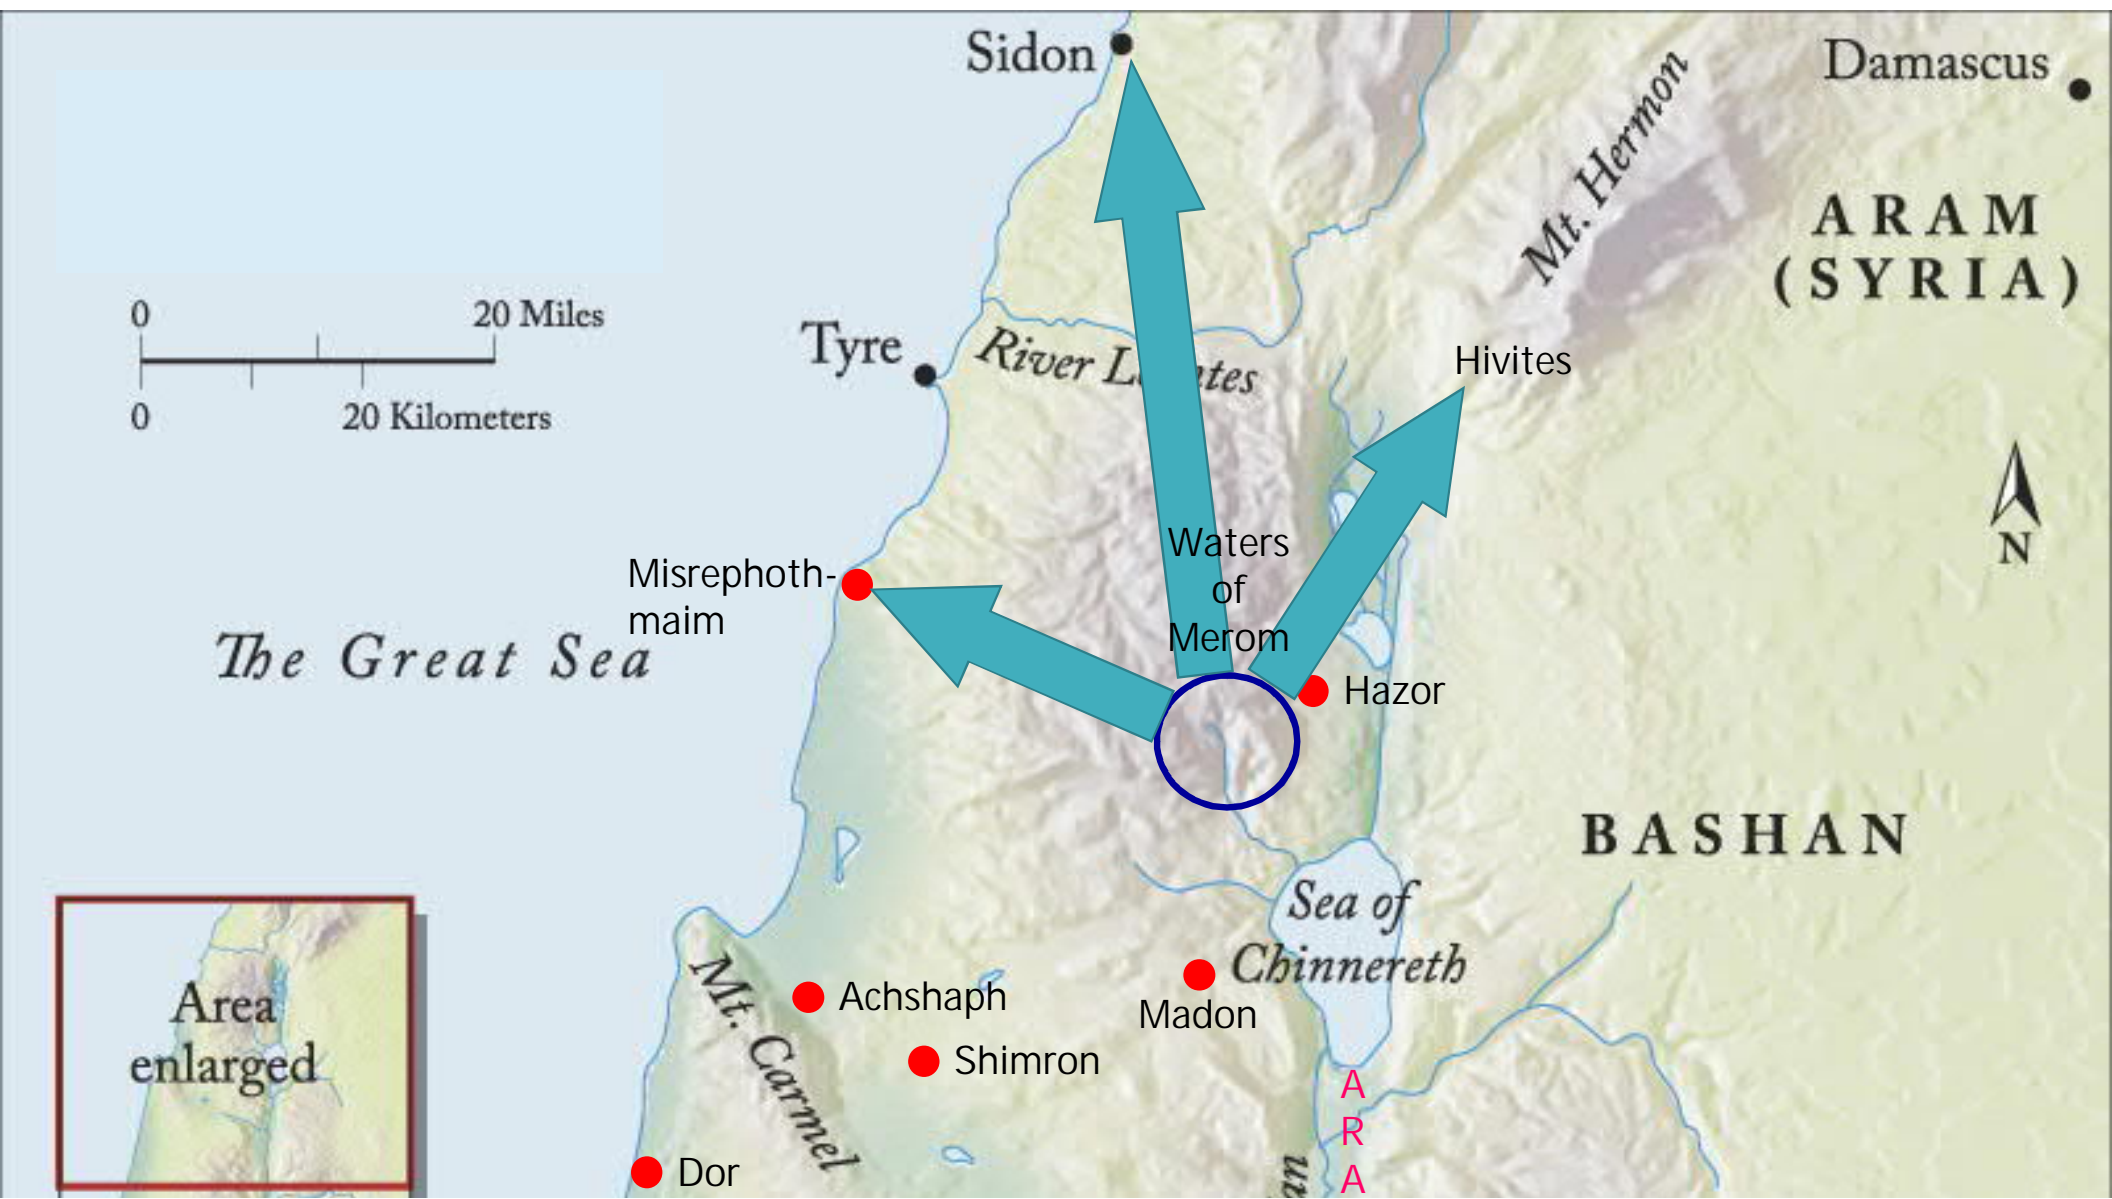 Sidon
Damascus
Mt. Hermon
ARAM
(SYRIA)
0
20 Miles
0
20 Kilometers
Tyre
River
Hivites
N
Waters
of
Merom
Misrephoth-
maim
The Great Sea
Hazor
BASHAN
Sea of
Chinnereth
Area
enlarged
Mt. Carmel
Achshaph
Madon
Shimron
Dor
A
R
A